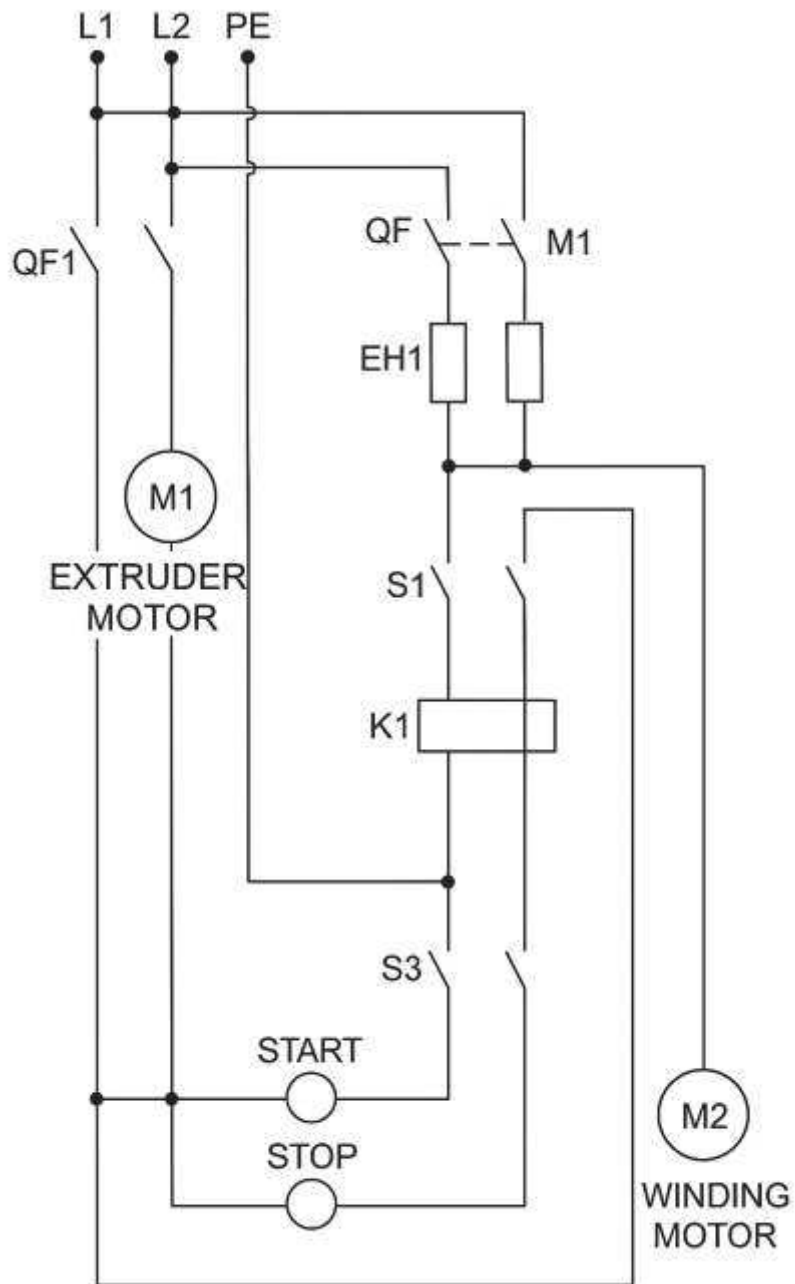 L1 L2 PE
QF1
QF M1
EH1
M1
EXTRUDER
MOTOR
S1
K1
S3
START
STOP
M2
WINDING
MOTOR